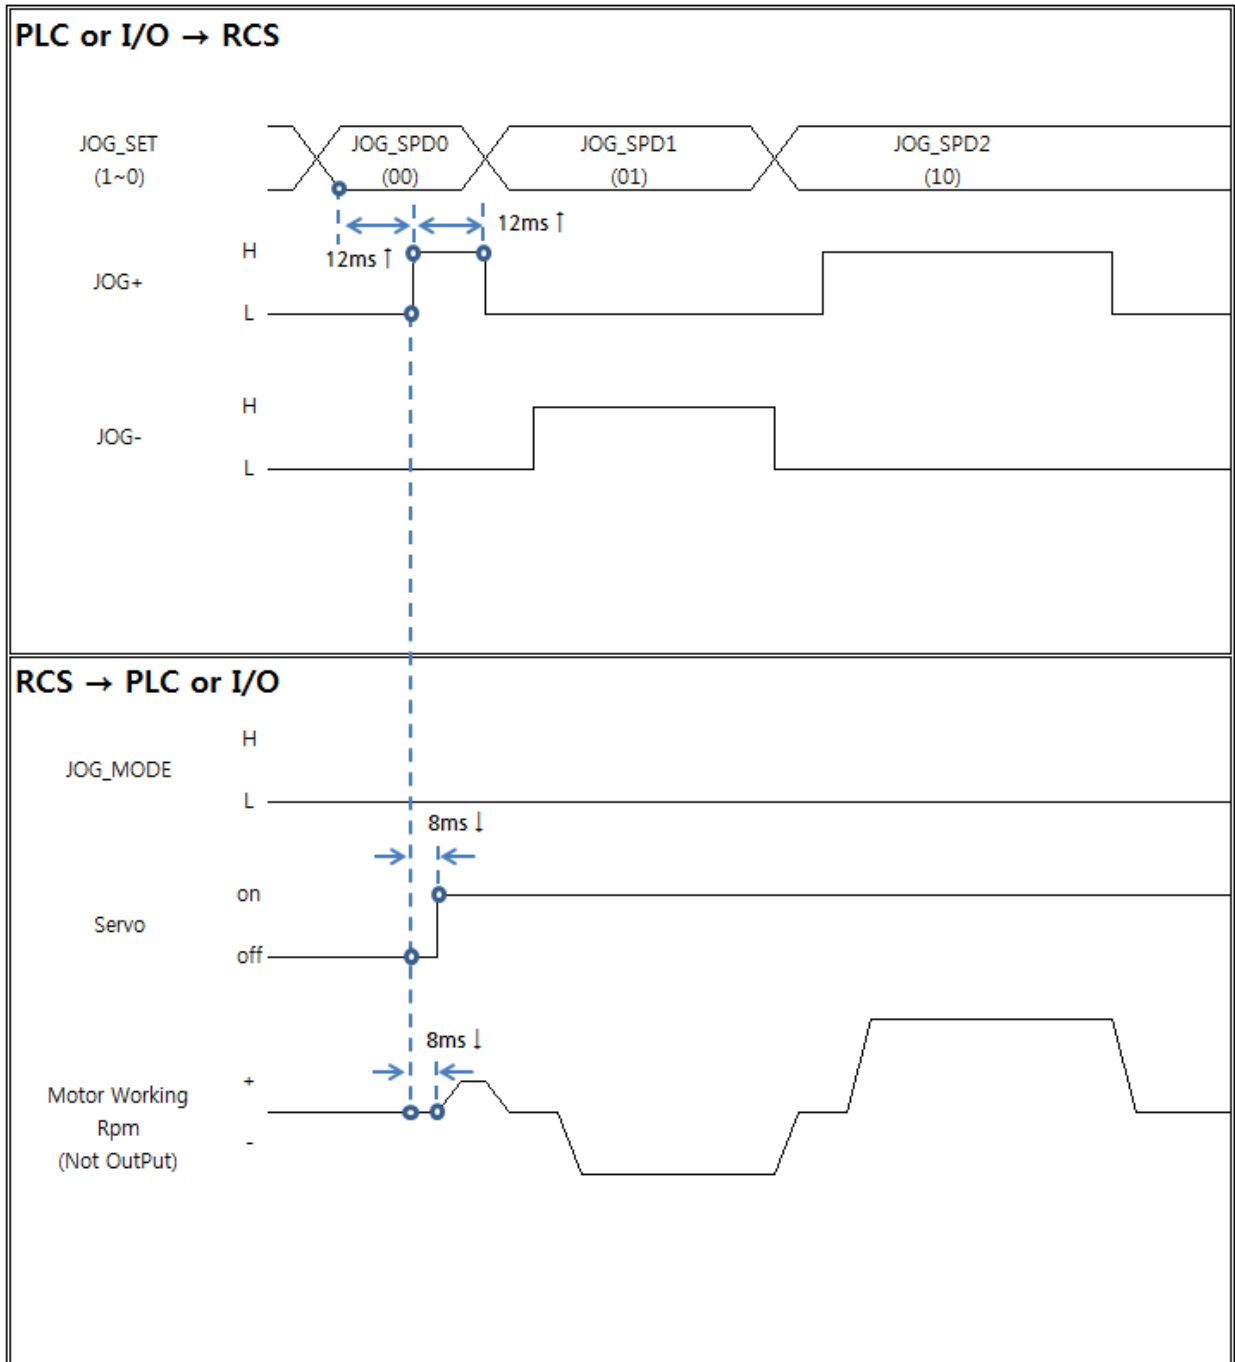 PLC or I/O → RCS
JOG_SET
(1~0)
JOG_SPD0
(00)
JOG_SPD1
(01)
JOG_SPD2
(10)
12ms↑
12ms↑
H
JOG+
L
H
JOG-
L
RCS → PLC or I/O
H
JOG_MODE
L
8ms↓
on
Servo
off
8ms↓
+
Motor Working
Rpm
-
(Not OutPut)